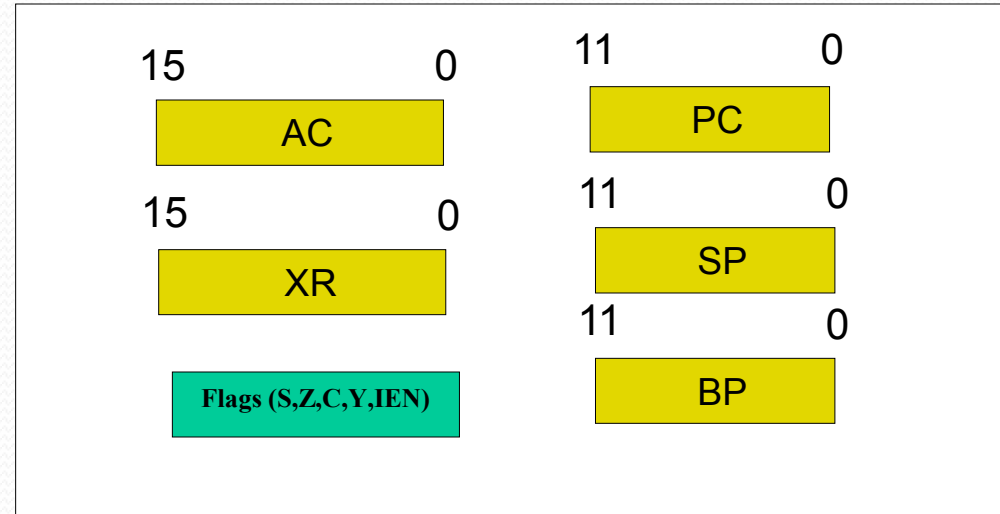 15 0
AC
15 0
XR
Flags (S,Z,C,Y,IEN)
11 0
PC
11 0
SP
11 0
BP